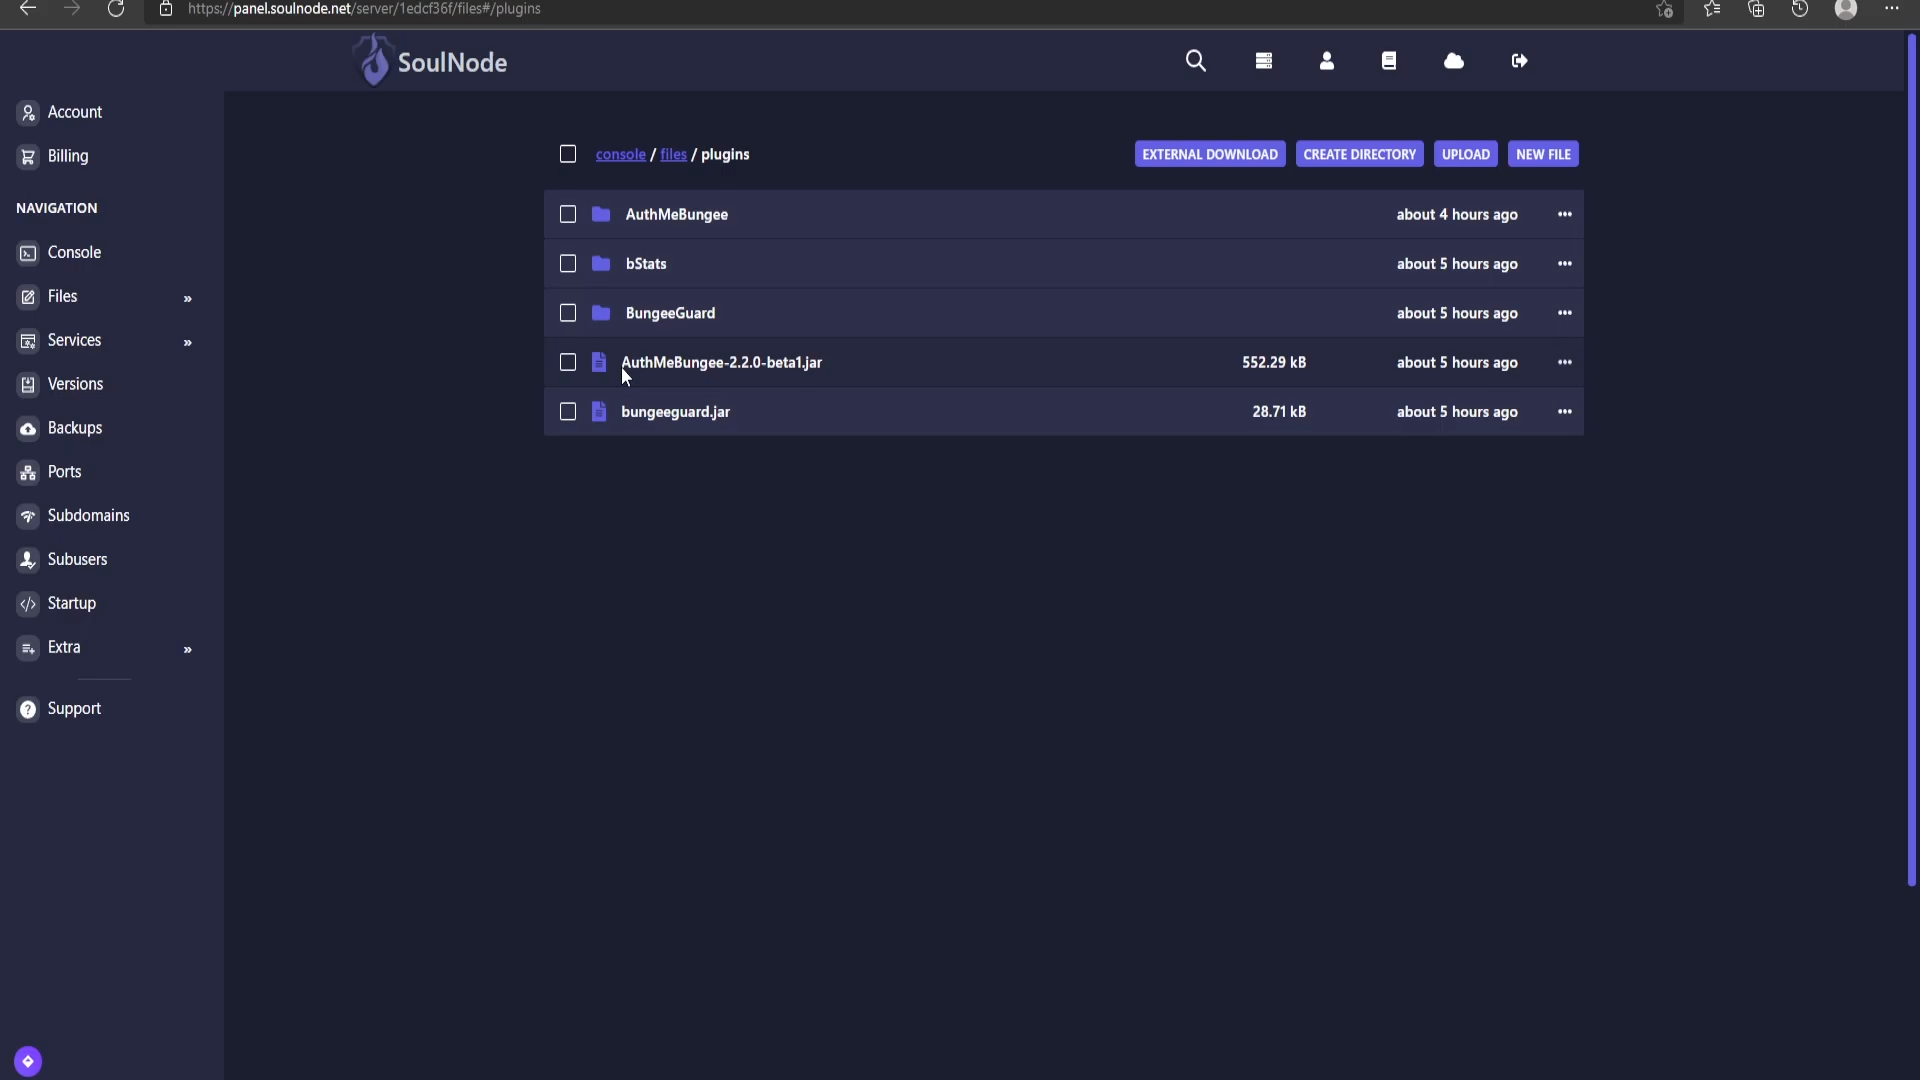 https://panel.soulnode.net/server/1edcf36f/files#/plugins
SoulNode
Account
Billing
NAVIGATION
Console
Files »
Services »
Versions
Backups
Ports
Subdomains
Subusers
Startup
Extra »
Support
console / files / plugins
EXTERNAL DOWNLOAD CREATE DIRECTORY UPLOAD NEW FILE
AuthMeBungee about 4 hours ago
bStats about 5 hours ago
BungeeGuard about 5 hours ago
AuthMeBungee-2.2.0-beta1.jar 552.29 kB about 5 hours ago
bungeeguard.jar 28.71 kB about 5 hours ago